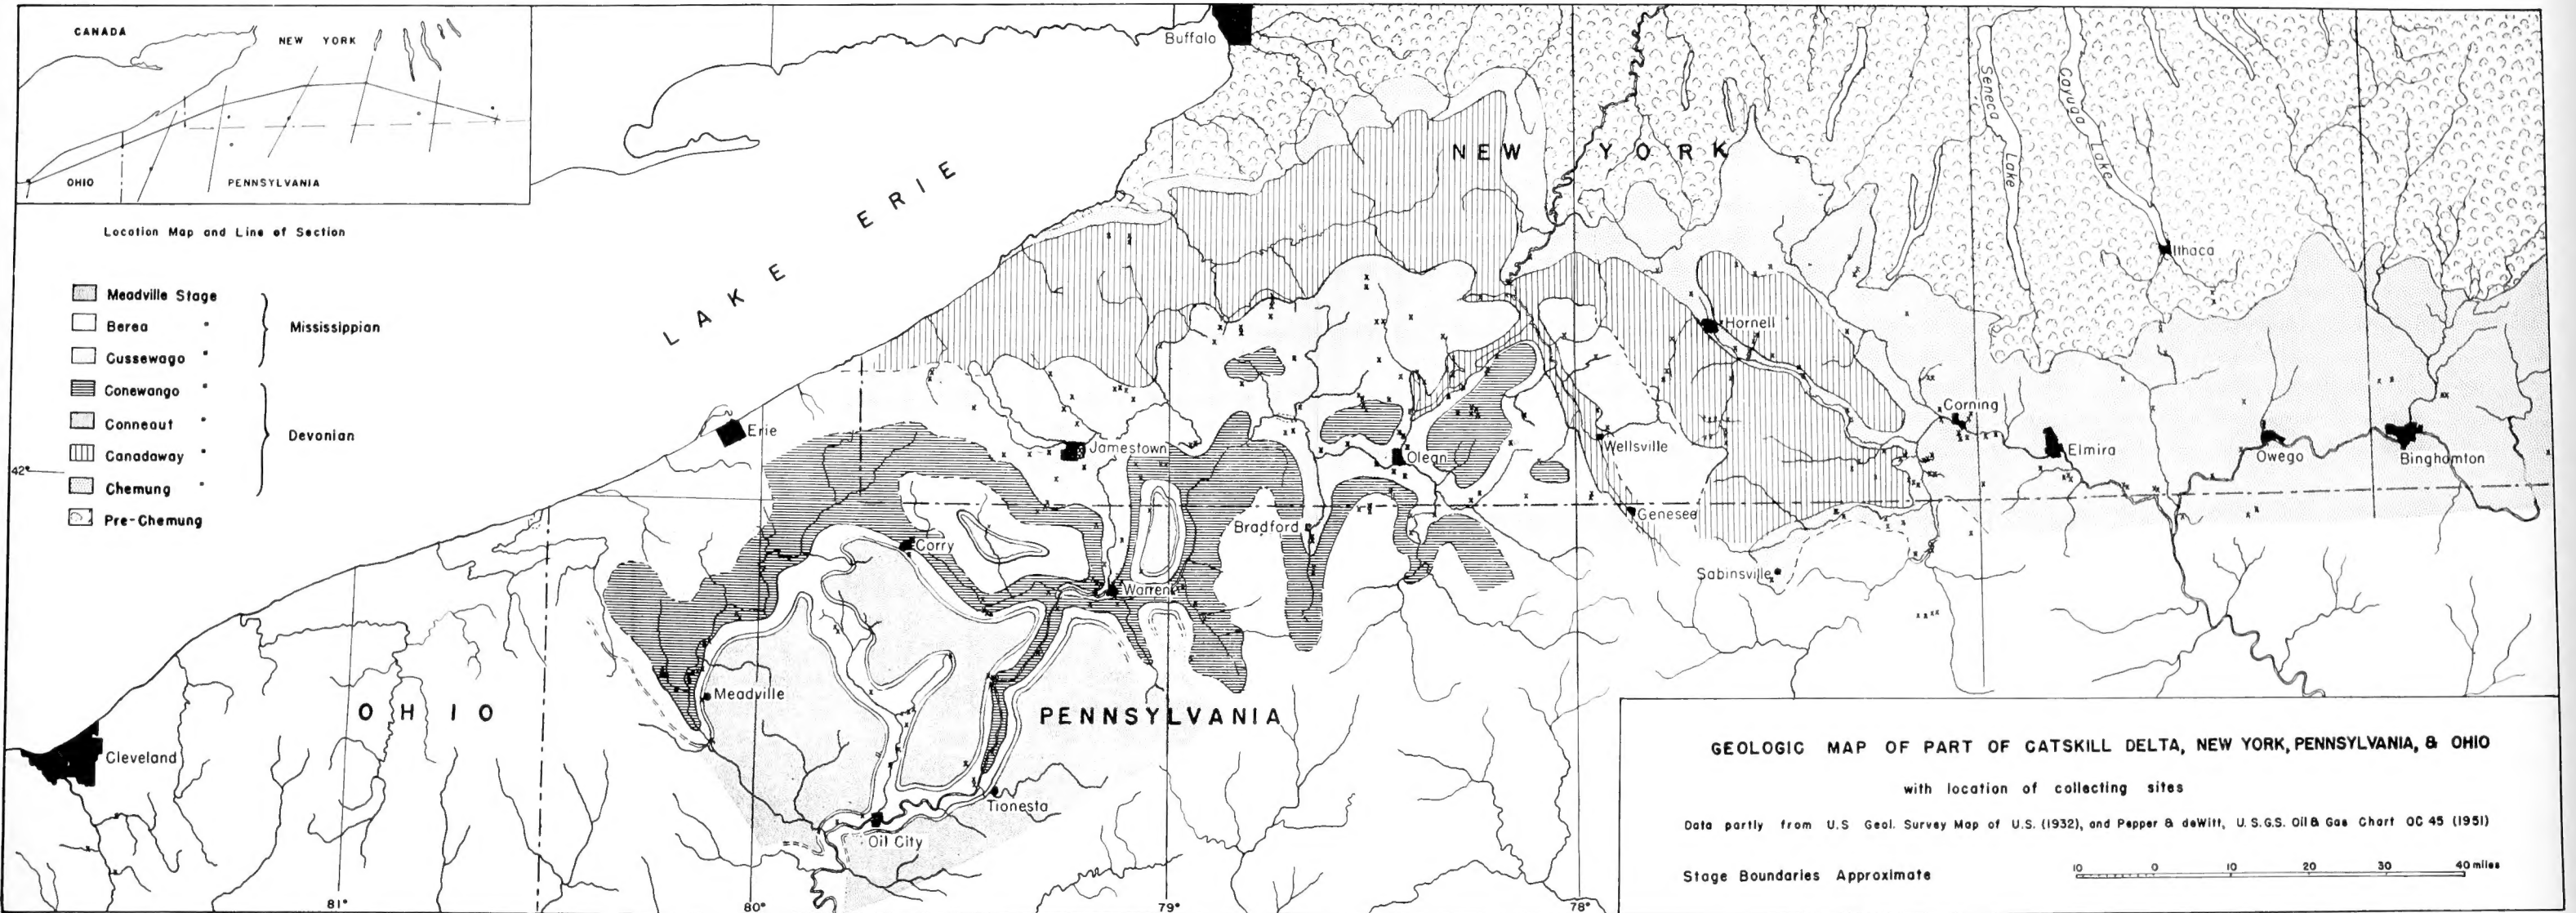 CANADA
NEW YORK
OHIO
PENNSYLVANIA
Location Map and Line of Section
Meadville Stage
Berea "
Cussewago "
Mississippian
Conewango "
Conneaut "
Canadaway "
Chemung "
Devonian
Pre-Chemung
Buffalo
LAKE ERIE
NEW YORK
Seneca Lake
Cayuga Lake
Ithaca
Hornell
Corning
Erie
Jamestown
Olean
Wellsville
Elmira
Owego
Binghamton
42°
Bradford
Genesee
Corry
Warren
Sabinsville
Meadville
OHIO
PENNSYLVANIA
Cleveland
Tionesta
Oil City
81°
80°
79°
78°
GEOLOGIC MAP OF PART OF CATSKILL DELTA, NEW YORK, PENNSYLVANIA, & OHIO
with location of collecting sites
Data partly from U.S Geol. Survey Map of U.S. (1932), and Pepper & deWitt, U.S.G.S. Oil & Gas Chart OC 45 (1951)
Stage Boundaries Approximate
10 0 10 20 30 40 miles